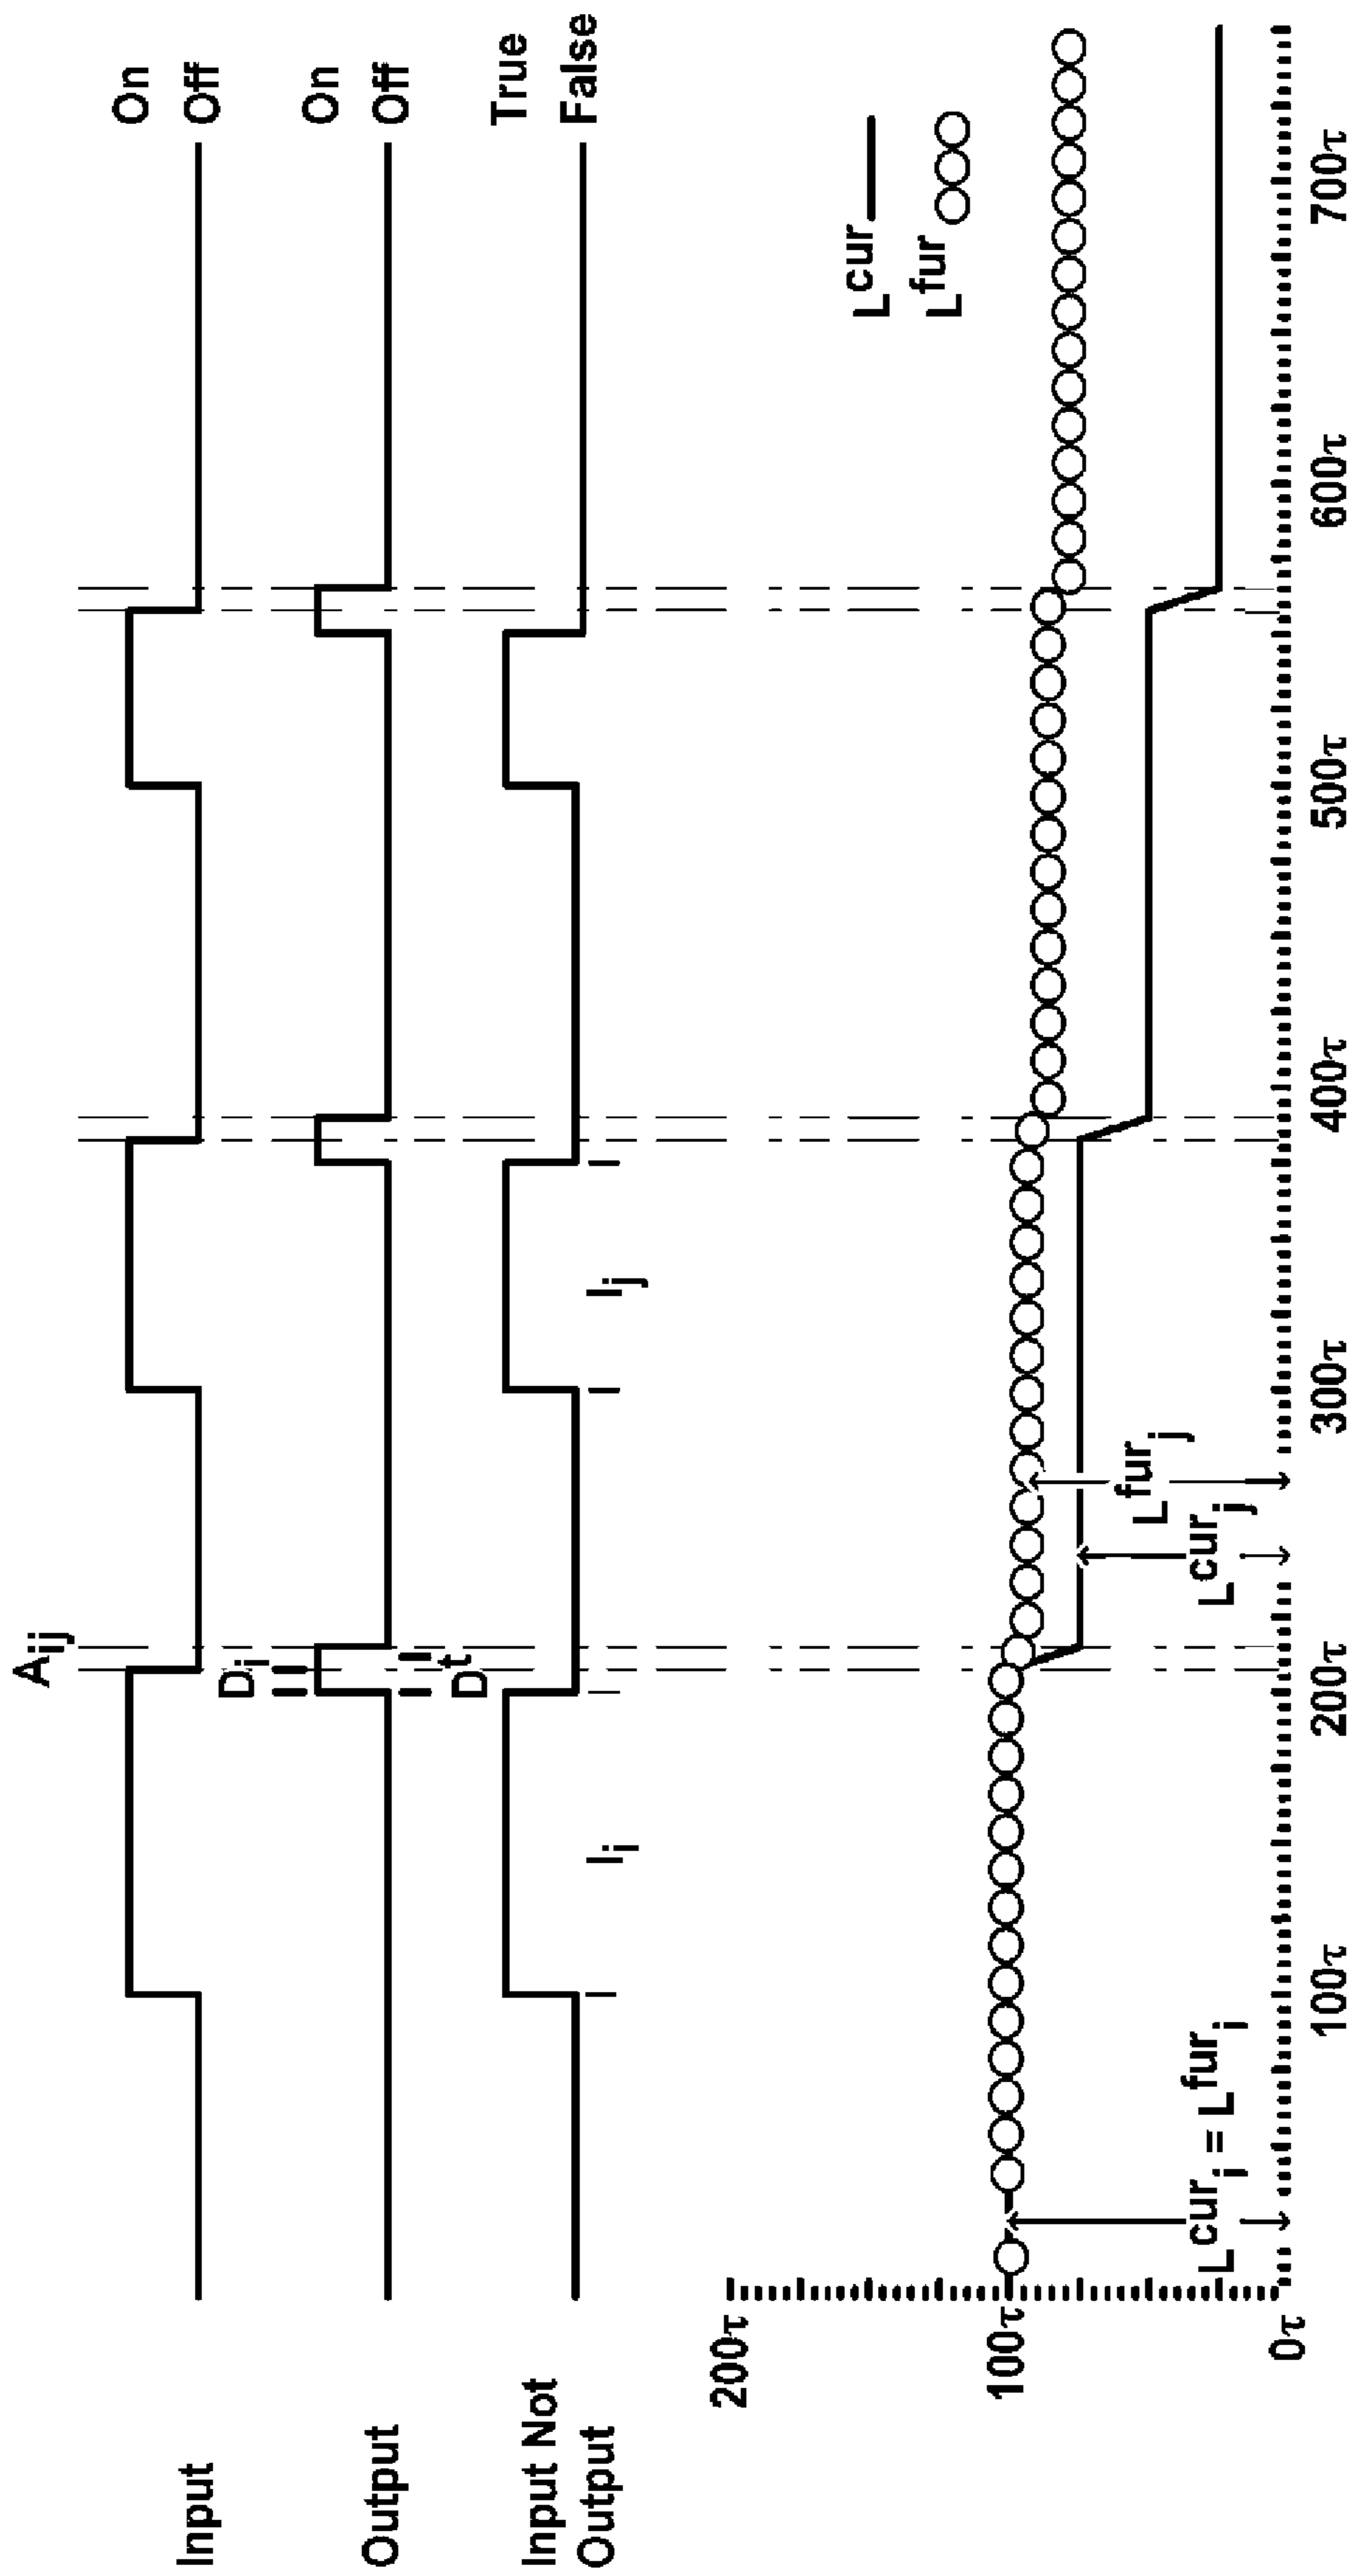 A ij
Input
On
Off
D i
Output
On
Off
D t
Input Not
Output
True
False
I i
I j
200τ
100τ
0τ
L cur
L fur
L cur i = L fur i
L cur j
L fur j
100τ
200τ
300τ
400τ
500τ
600τ
700τ